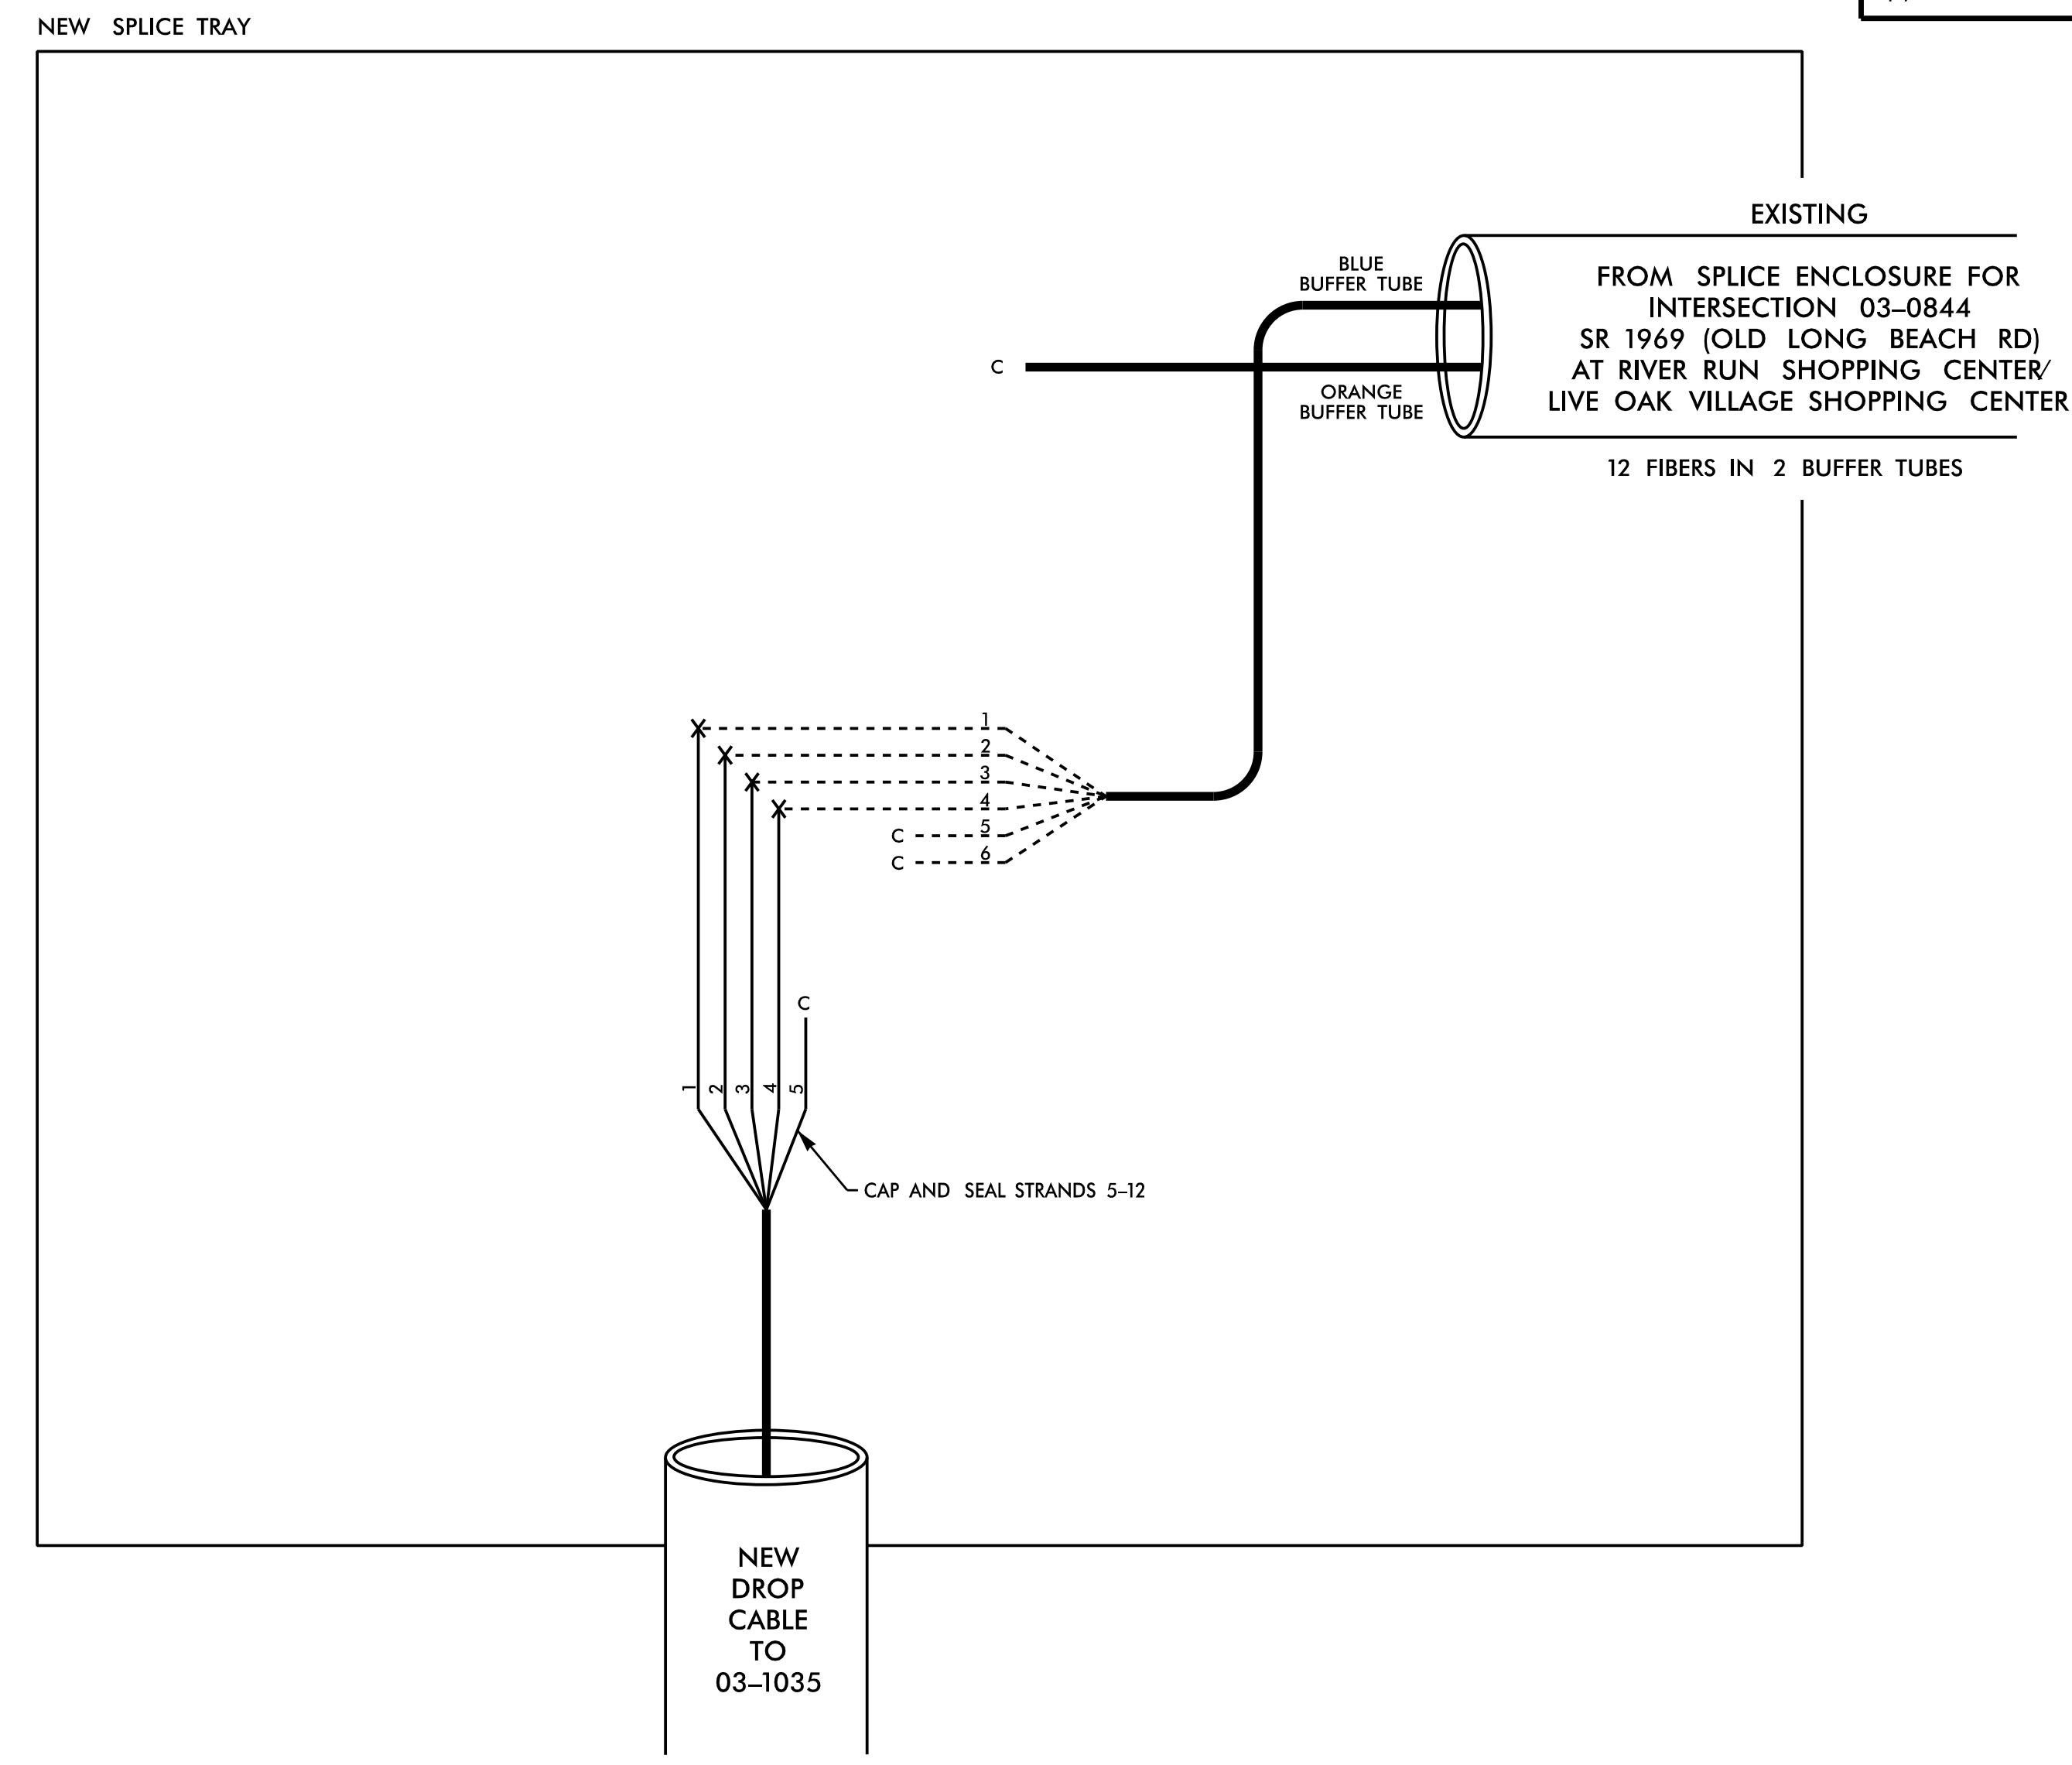 NEW SPLICE TRAY
EXISTING
FROM SPLICE ENCLOSURE FOR
INTERSECTION 03–0844
SR 1969 (OLD LONG BEACH RD)
AT RIVER RUN SHOPPING CENTER/
LIVE OAK VILLAGE SHOPPING CENTER
12 FIBERS IN 2 BUFFER TUBES
BLUE
BUFFER TUBE
C
ORANGE
BUFFER TUBE
1
2
3
4
C 5
C 6
C
1 2 3 4 5
CAP AND SEAL STRANDS 5–12
NEW
DROP
CABLE
TO
03–1035